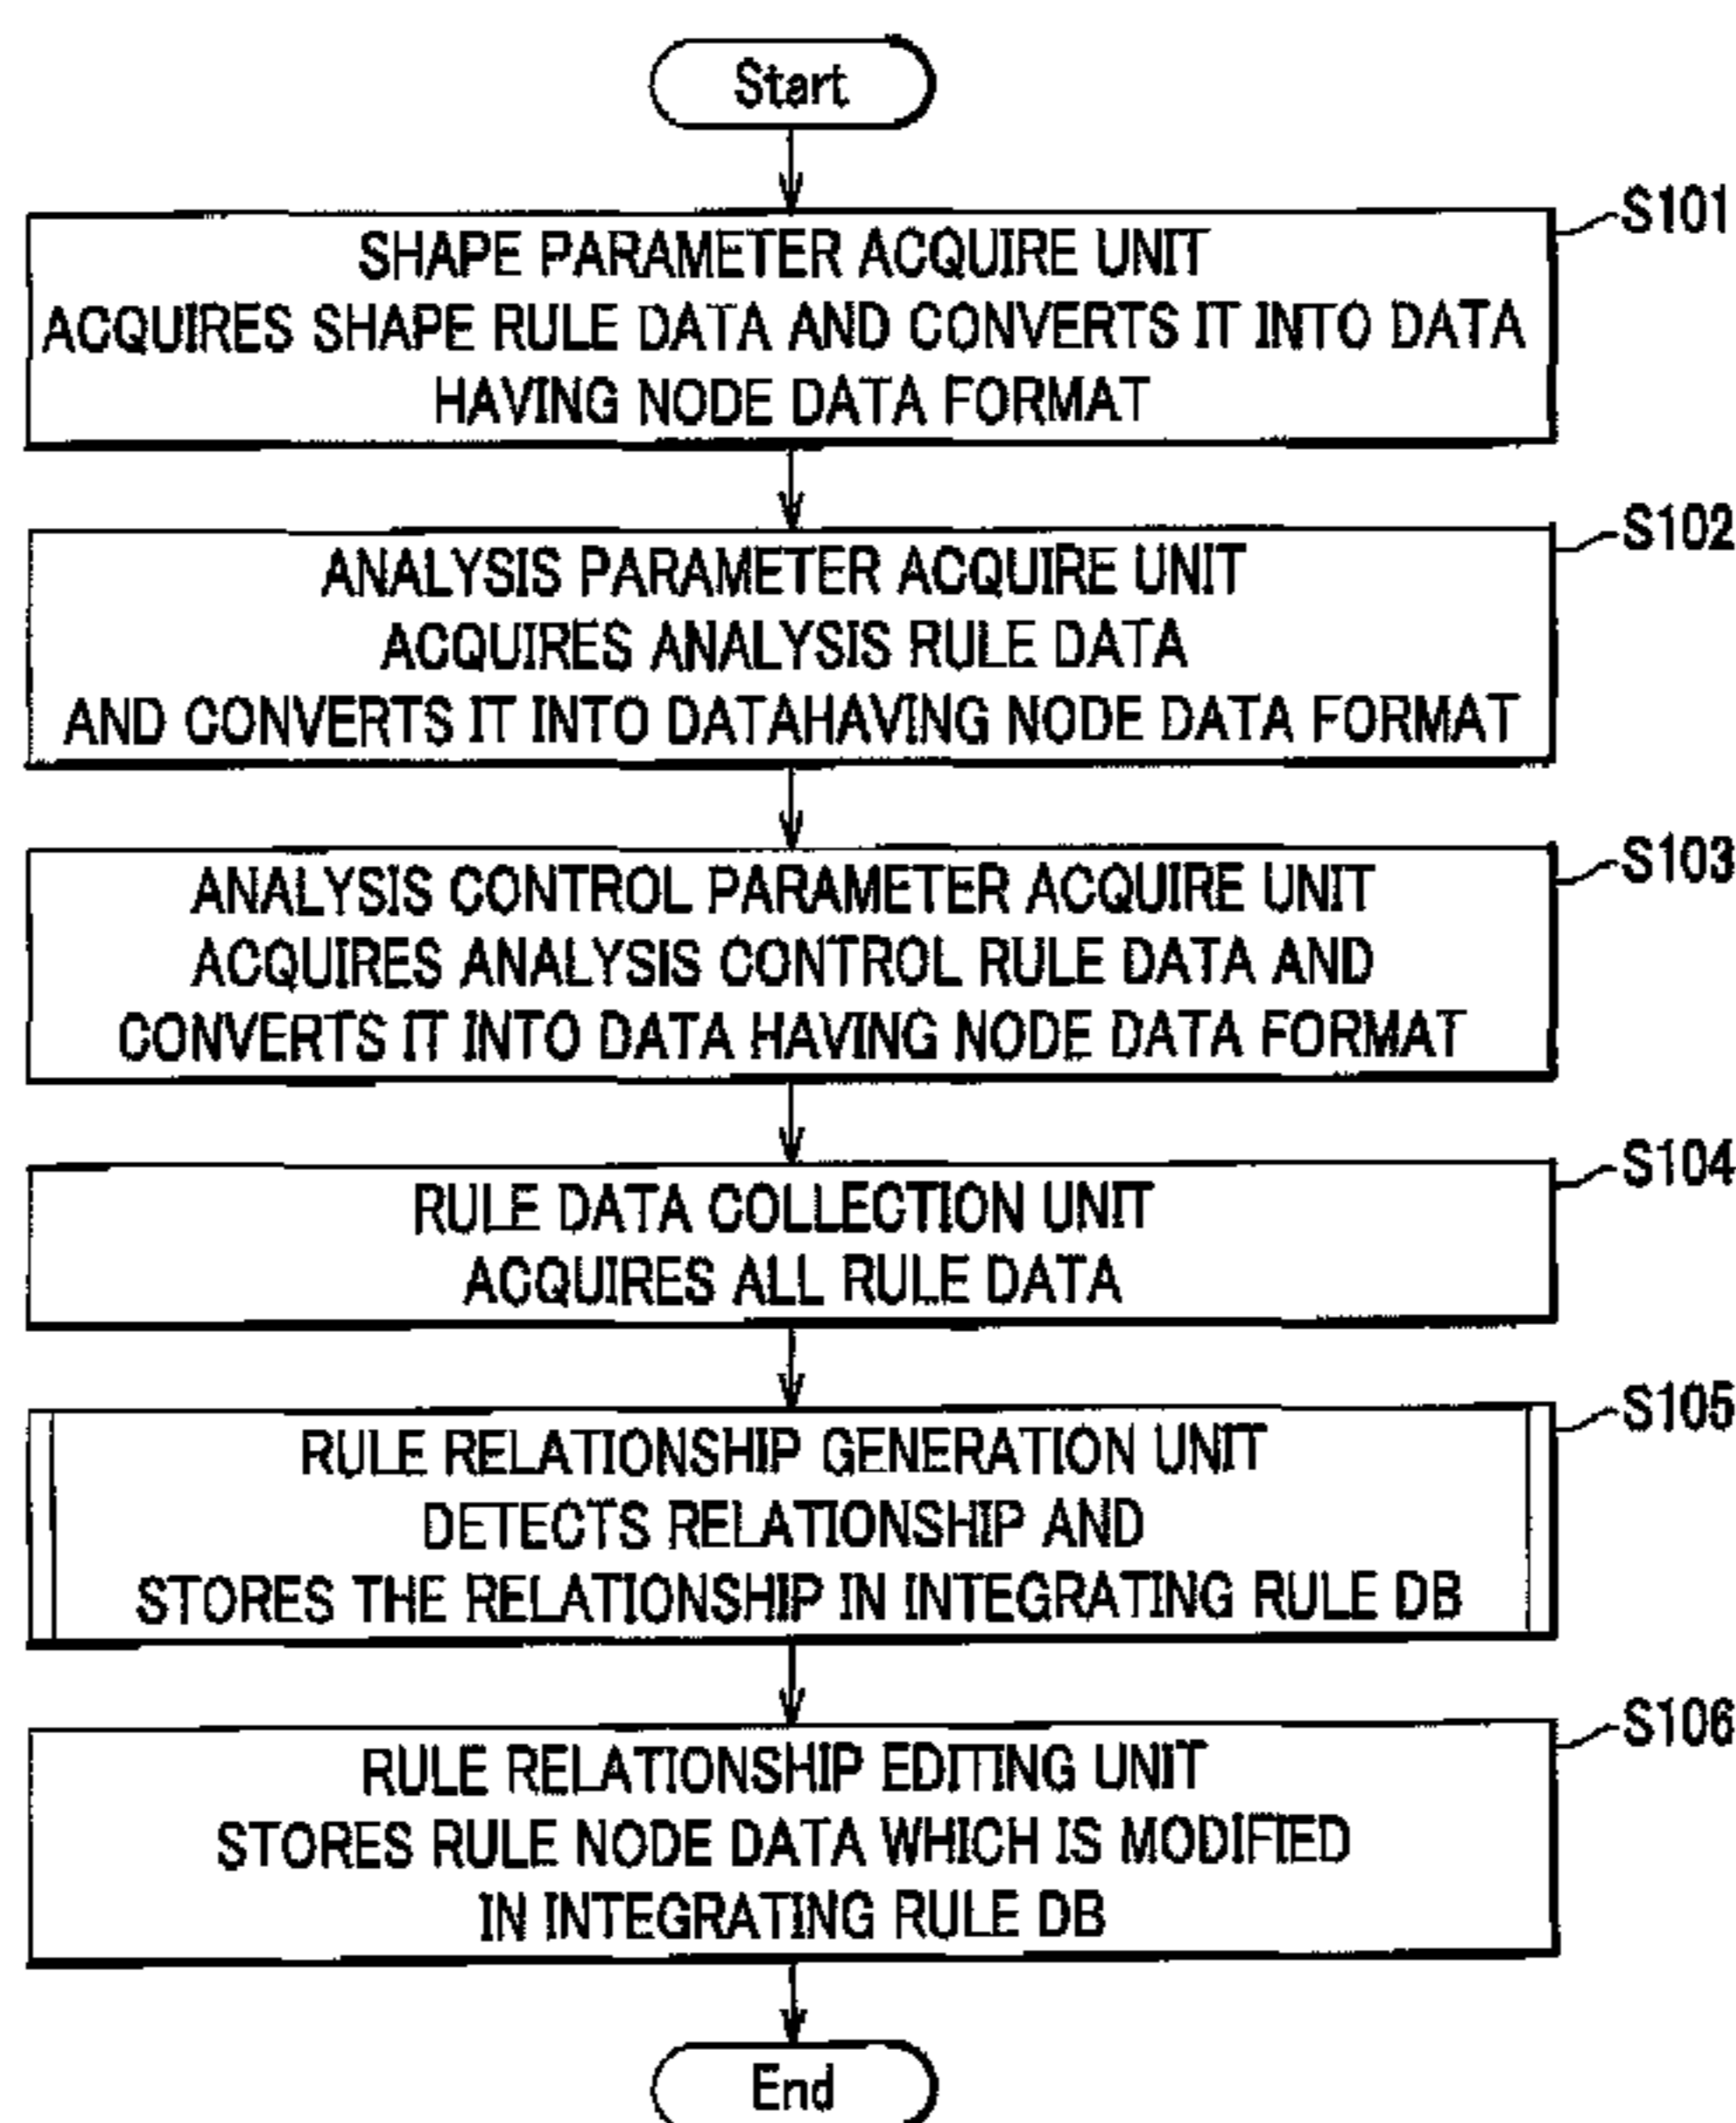 Start
S101
SHAPE PARAMETER ACQUIRE UNIT
ACQUIRES SHAPE RULE DATA AND CONVERTS IT INTO DATA
HAVING NODE DATA FORMAT
S102
ANALYSIS PARAMETER ACQUIRE UNIT
ACQUIRES ANALYSIS RULE DATA
AND CONVERTS IT INTO DATAHAVING NODE DATA FORMAT
S103
ANALYSIS CONTROL PARAMETER ACQUIRE UNIT
ACQUIRES ANALYSIS CONTROL RULE DATA AND
CONVERTS IT INTO DATA HAVING NODE DATA FORMAT
S104
RULE DATA COLLECTION UNIT
ACQUIRES ALL RULE DATA
S105
RULE RELATIONSHIP GENERATION UNIT
DETECTS RELATIONSHIP AND
STORES THE RELATIONSHIP IN INTEGRATING RULE DB
S106
RULE RELATIONSHIP EDITING UNIT
STORES RULE NODE DATA WHICH IS MODIFIED
IN INTEGRATING RULE DB
End